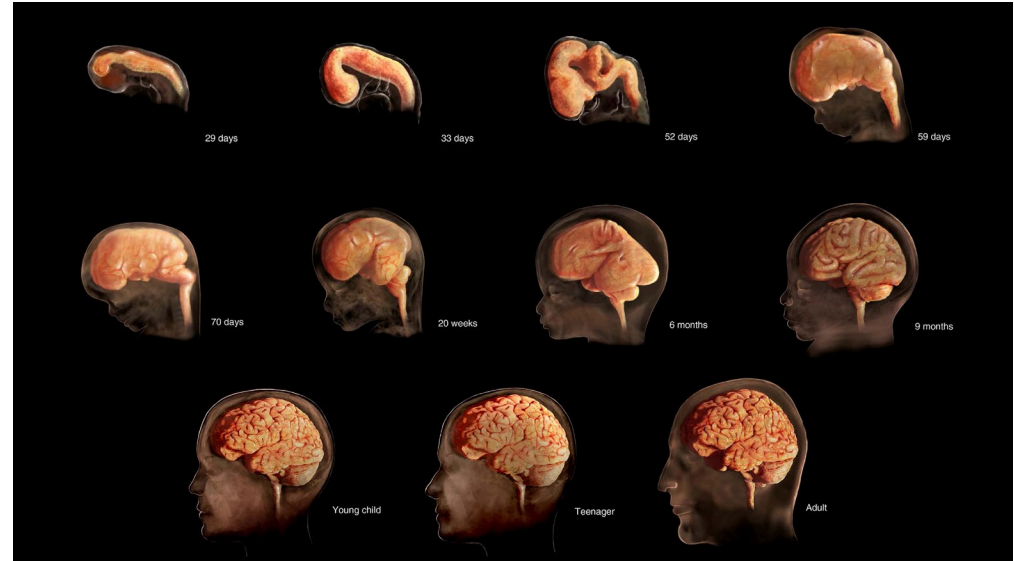 29 days
33 days
52 days
59 days
70 days
20 weeks
6 months
9 months
Young child
Teenager
Adult